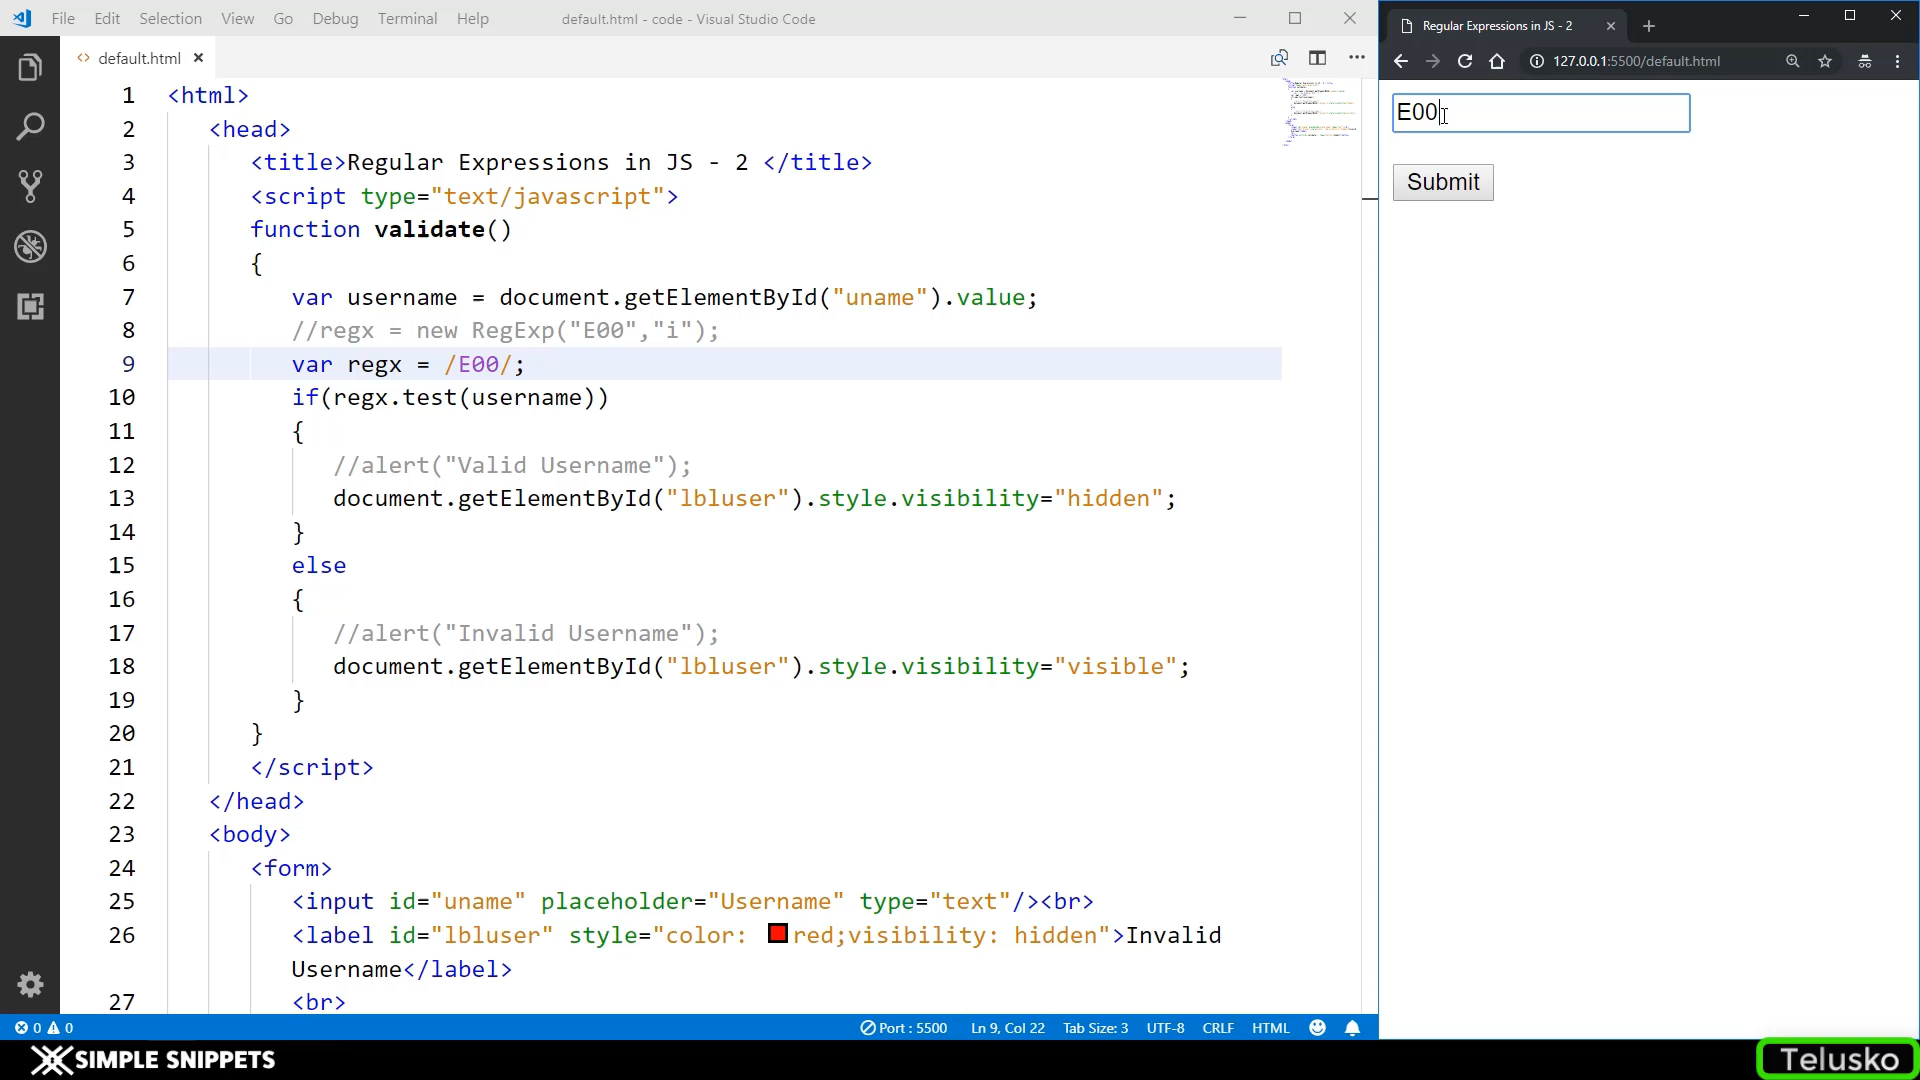 File Edit Selection View Go Debug Terminal Help default.html - code - Visual Studio Code
default.html
1 <html>
2 <head>
3 <title>Regular Expressions in JS - 2 </title>
4 <script type="text/javascript">
5 function validate()
6 {
7 var username = document.getElementById("uname").value;
8 //regx = new RegExp("E00","i");
9 var regx = /E00/;
10 if(regx.test(username))
11 {
12 //alert("Valid Username");
13 document.getElementById("lbluser").style.visibility="hidden";
14 }
15 else
16 {
17 //alert("Invalid Username");
18 document.getElementById("lbluser").style.visibility="visible";
19 }
20 }
21 </script>
22 </head>
23 <body>
24 <form>
25 <input id="uname" placeholder="Username" type="text"/><br>
26 <label id="lbluser" style="color: red;visibility: hidden">Invalid
Username</label>
27 <br>
0 0 Port : 5500 Ln 9, Col 22 Tab Size: 3 UTF-8 CRLF HTML
Regular Expressions in JS - 2
127.0.0.1:5500/default.html
E00
Submit
SIMPLE SNIPPETS
Telusko